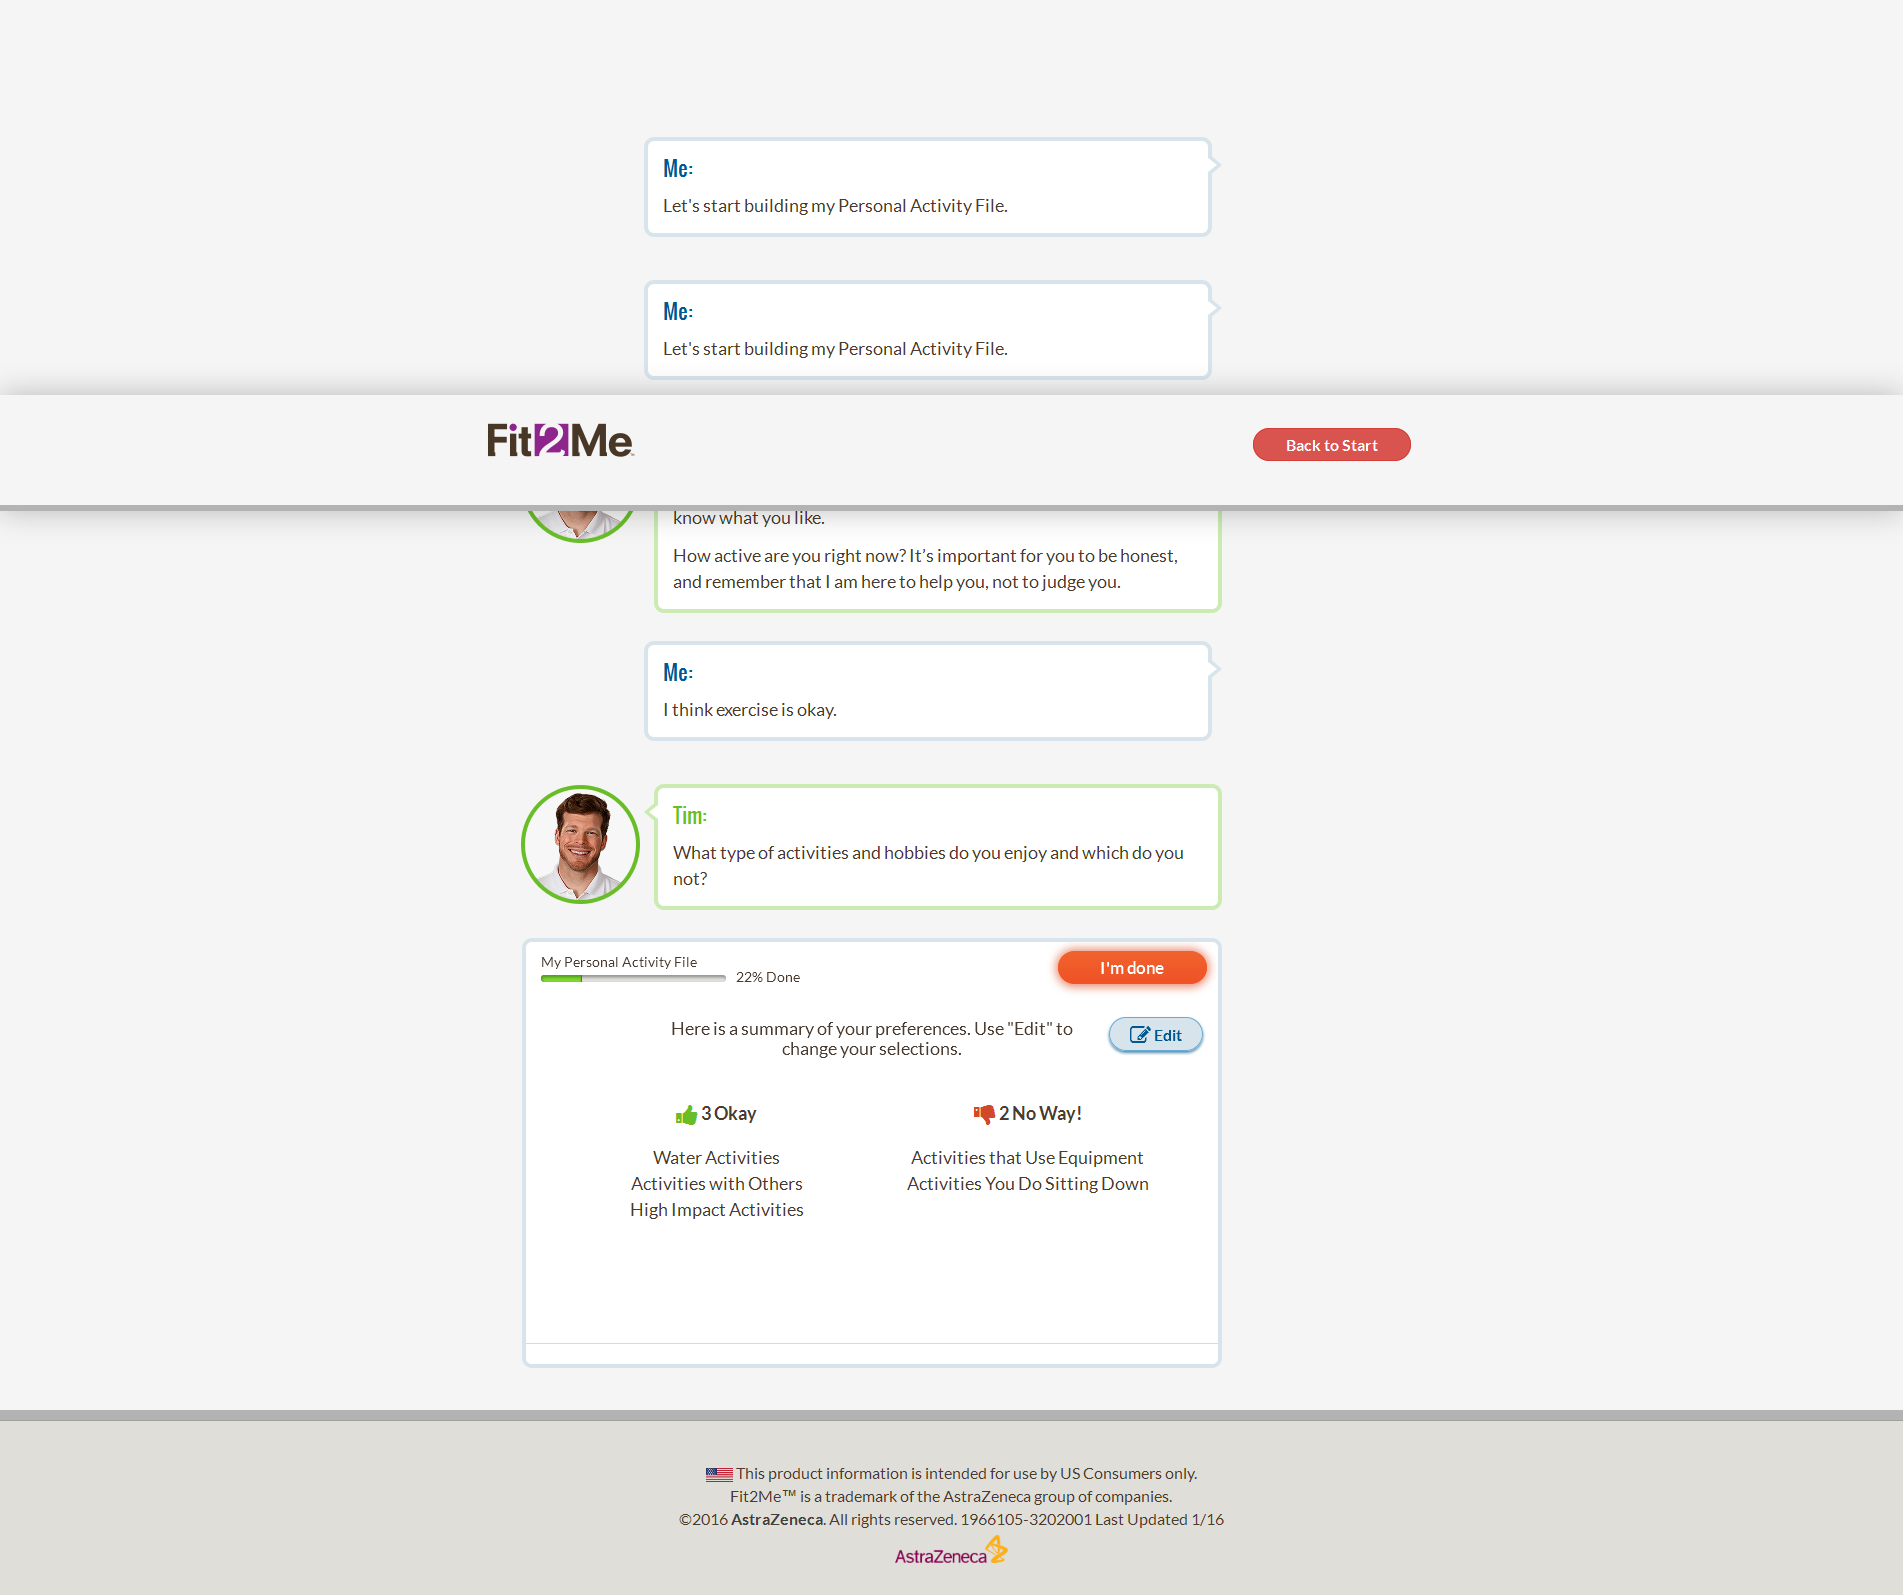 Me:
Let's start building my Personal Activity File.
Me:
Let's start building my Personal Activity File.
Fit2Me™
Back to Start
know what you like.
How active are you right now? It’s important for you to be honest,
and remember that I am here to help you, not to judge you.
Me:
I think exercise is okay.
Tim:
What type of activities and hobbies do you enjoy and which do you
not?
My Personal Activity File
22% Done
I'm done
Here is a summary of your preferences. Use "Edit" to
change your selections.
Edit
3 Okay
Water Activities
Activities with Others
High Impact Activities
2 No Way!
Activities that Use Equipment
Activities You Do Sitting Down
This product information is intended for use by US Consumers only.
Fit2Me™ is a trademark of the AstraZeneca group of companies.
©2016 AstraZeneca. All rights reserved. 1966105-3202001 Last Updated 1/16
AstraZeneca